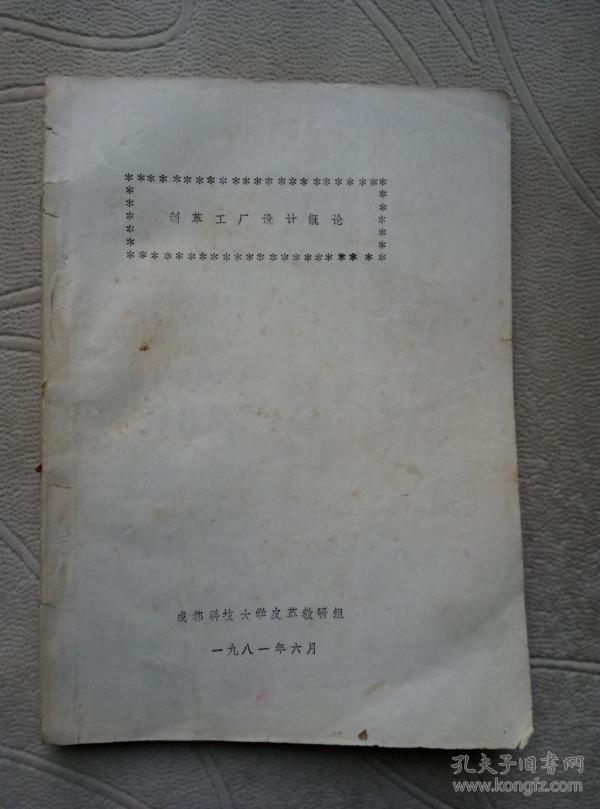 制革工厂设计概论
成都科技大学皮革教研组
一九八一年六月
孔夫子旧书网
www.kongfz.com